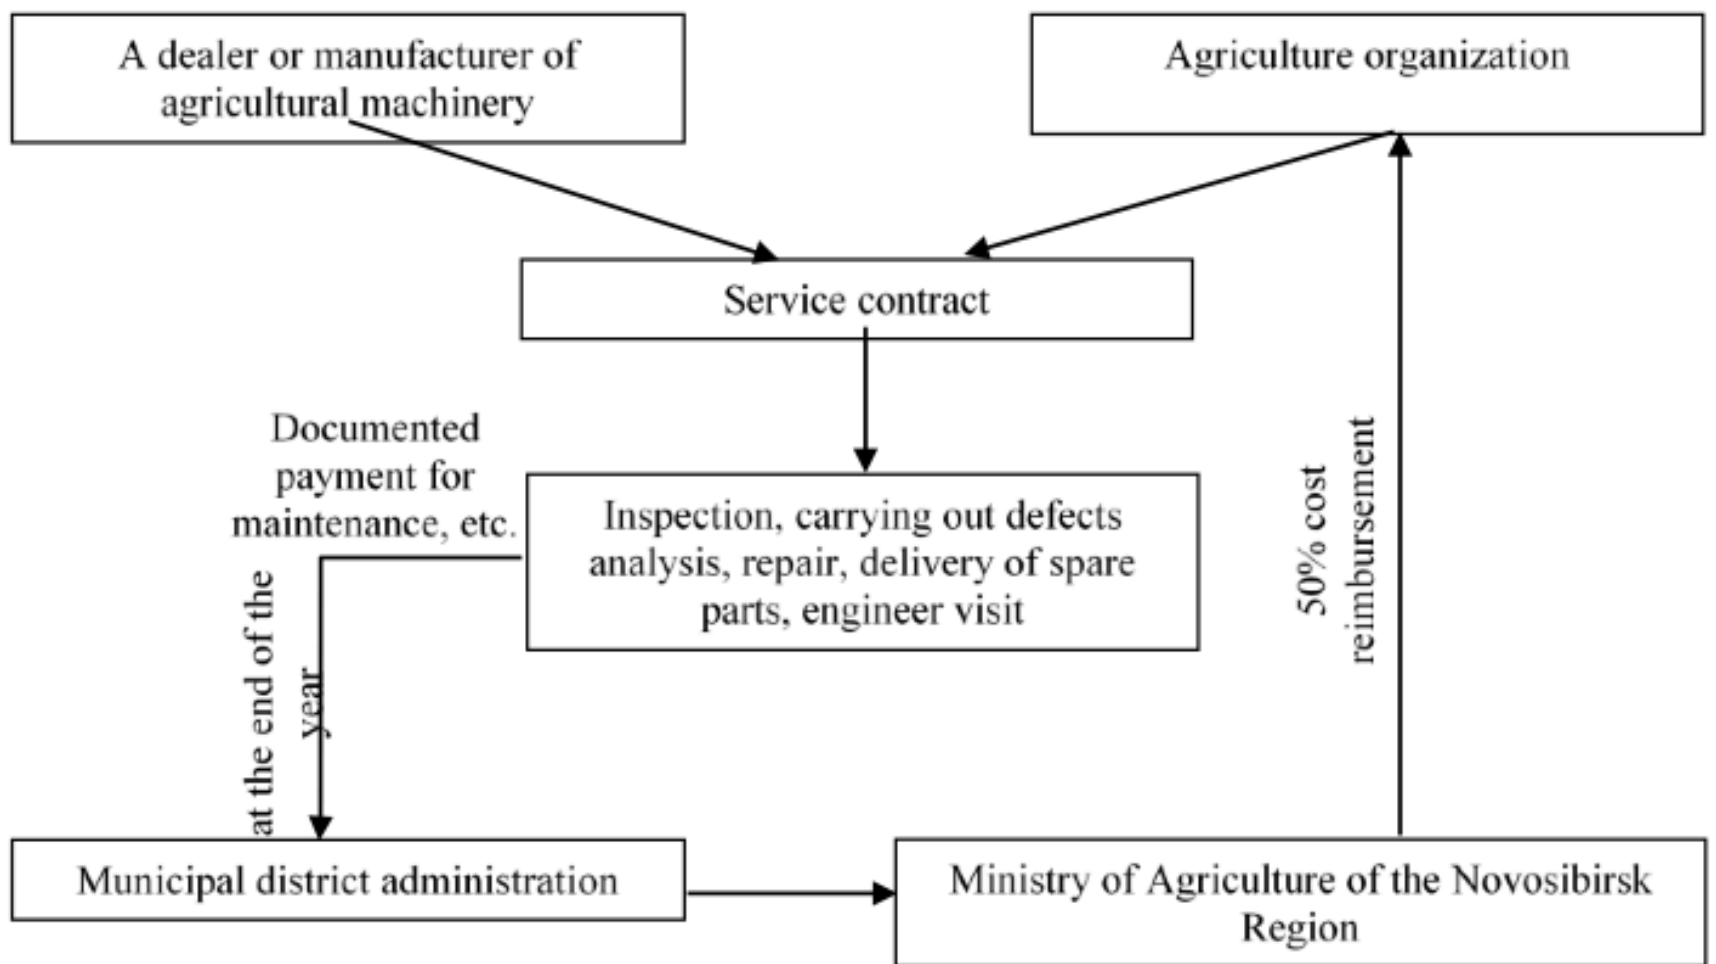 A dealer or manufacturer of
agricultural machinery
Agriculture organization
Service contract
Documented
payment for
maintenance, etc.
Inspection, carrying out defects
analysis, repair, delivery of spare
parts, engineer visit
at the end of the
year
50% cost
reimbursement
Municipal district administration
Ministry of Agriculture of the Novosibirsk
Region